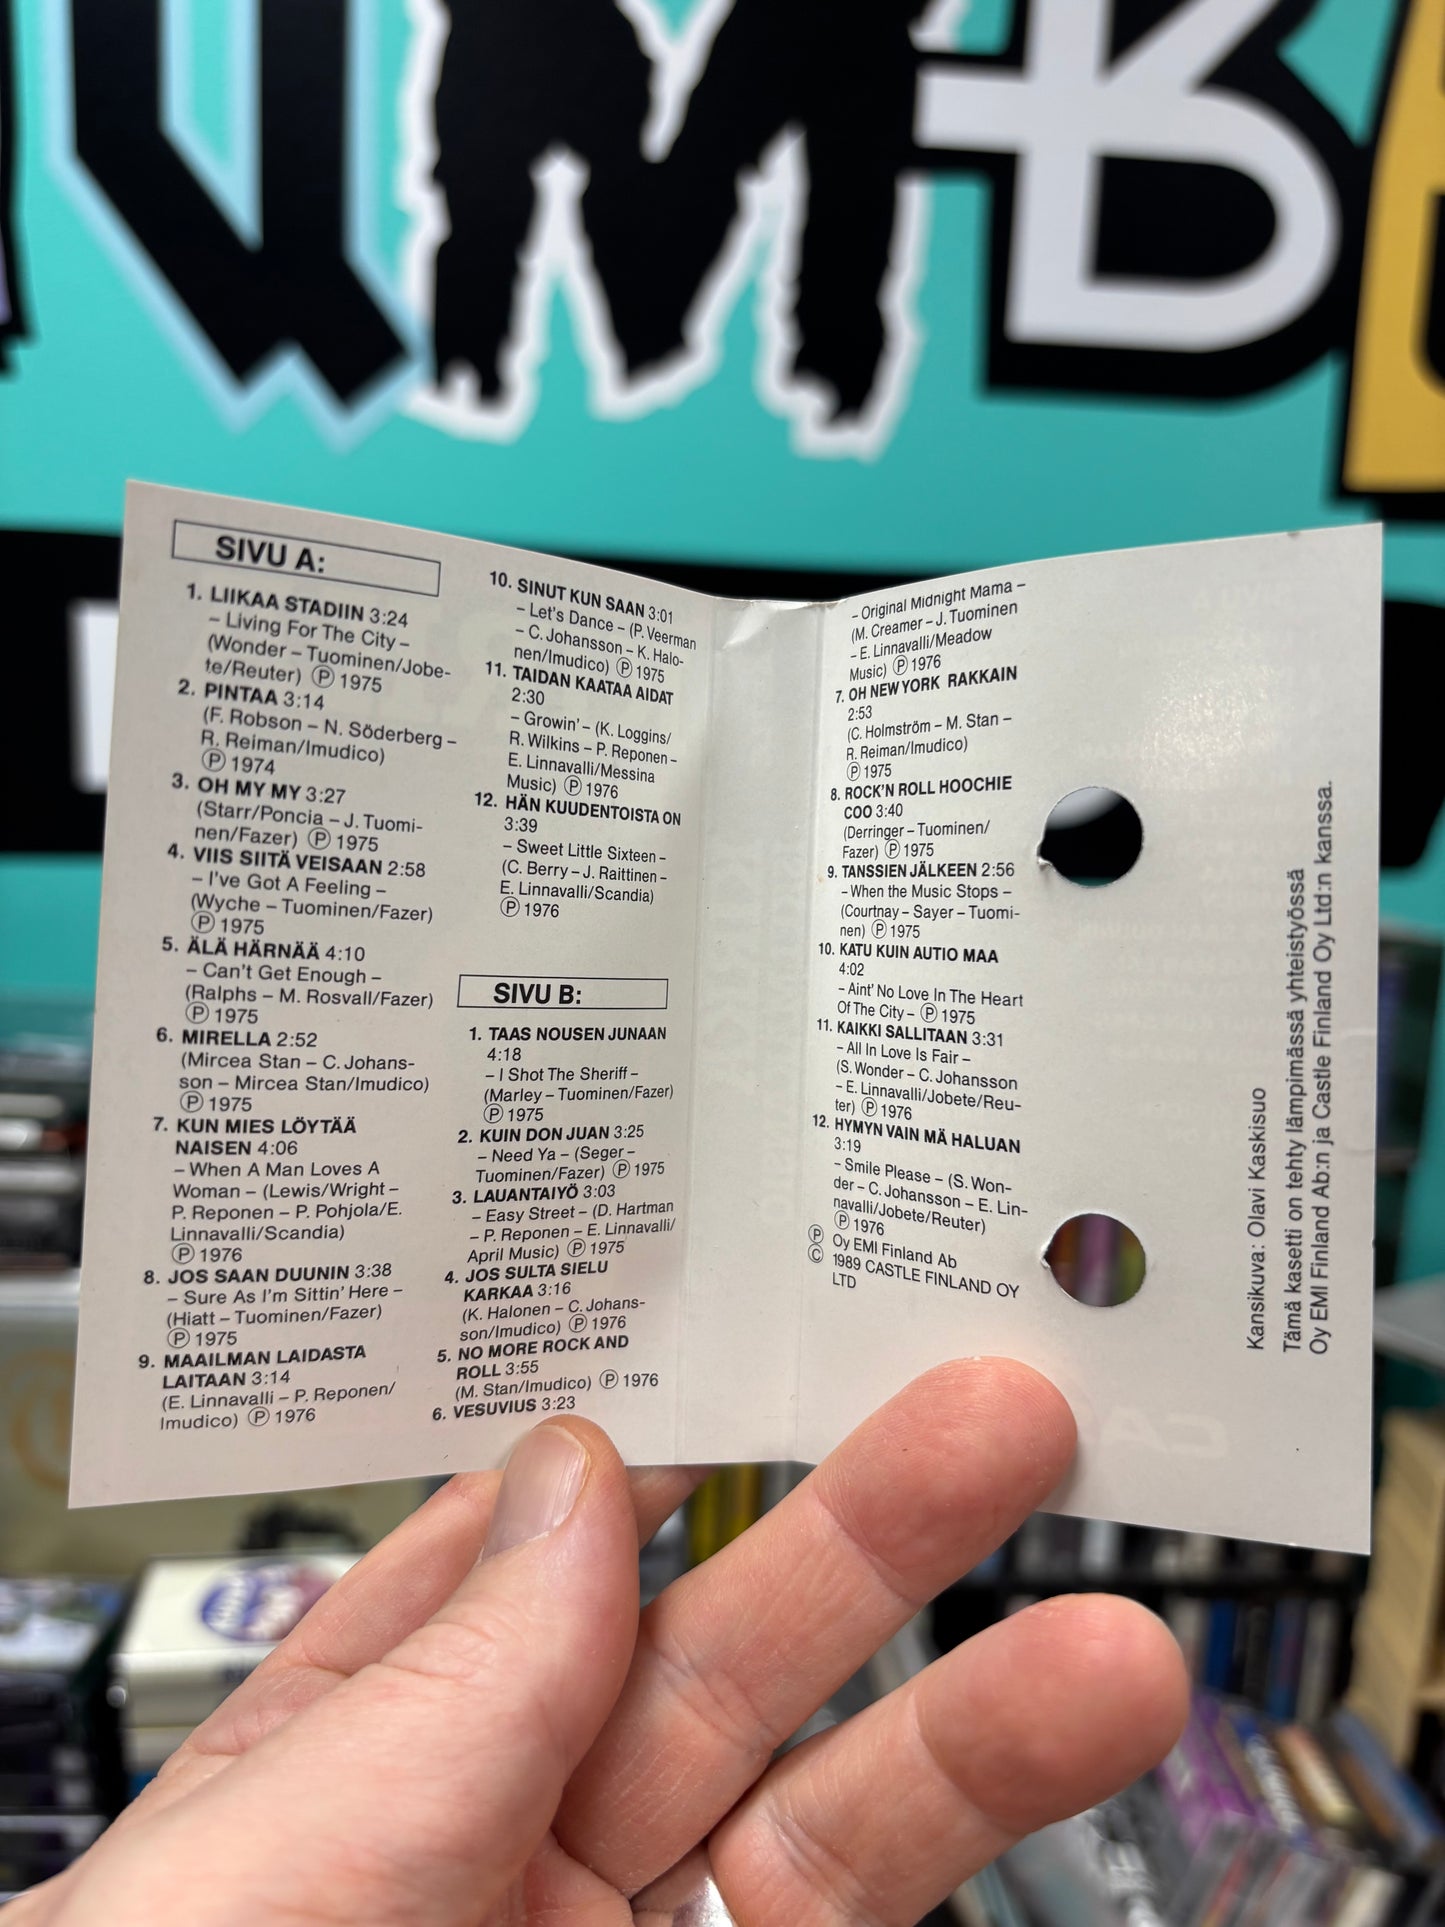 SIVU A:
1. LIIKAA STADIIN 3:24
– Living For The City –
(Wonder – Tuominen/Jobe-
te/Reuter) Ⓟ 1975
2. PINTAA 3:14
(F. Robson – N. Söderberg –
R. Reiman/Imudico)
Ⓟ 1974
3. OH MY MY 3:27
(Starr/Poncia – J. Tuomi-
nen/Fazer) Ⓟ 1975
4. VIIS SIITÄ VEISAAN 2:58
– I've Got A Feeling –
(Wyche – Tuominen/Fazer)
Ⓟ 1975
5. ÄLÄ HÄRNÄÄ 4:10
– Can't Get Enough –
(Ralphs – M. Rosvall/Fazer)
Ⓟ 1975
6. MIRELLA 2:52
(Mircea Stan – C. Johans-
son – Mircea Stan/Imudico)
Ⓟ 1975
7. KUN MIES LÖYTÄÄ
NAISEN 4:06
– When A Man Loves A
Woman – (Lewis/Wright –
P. Reponen – P. Pohjola/E.
Linnavalli/Scandia)
Ⓟ 1976
8. JOS SAAN DUUNIN 3:38
– Sure As I'm Sittin' Here –
(Hiatt – Tuominen/Fazer)
Ⓟ 1975
9. MAAILMAN LAIDASTA
LAITAAN 3:14
(E. Linnavalli – P. Reponen/
Imudico) Ⓟ 1976
10. SINUT KUN SAAN 3:01
– Let's Dance – (P. Veerman
– C. Johansson – K. Halo-
nen/Imudico) Ⓟ 1975
11. TAIDAN KAATAA AIDAT
2:30
– Growin' – (K. Loggins/
R. Wilkins – P. Reponen –
E. Linnavalli/Messina
Music) Ⓟ 1976
12. HÄN KUUDENTOISTA ON
3:39
– Sweet Little Sixteen –
(C. Berry – J. Raittinen –
E. Linnavalli/Scandia)
Ⓟ 1976
SIVU B:
1. TAAS NOUSEN JUNAAN
4:18
– I Shot The Sheriff –
(Marley – Tuominen/Fazer)
Ⓟ 1975
2. KUIN DON JUAN 3:25
– Need Ya – (Seger –
Tuominen/Fazer) Ⓟ 1975
3. LAUANTAIYÖ 3:03
– Easy Street – (D. Hartman
– P. Reponen – E. Linnavalli/
April Music) Ⓟ 1975
4. JOS SULTA SIELU
KARKAA 3:16
(K. Halonen – C. Johans-
son/Imudico) Ⓟ 1976
5. NO MORE ROCK AND
ROLL 3:55
(M. Stan/Imudico) Ⓟ 1976
6. VESUVIUS 3:23
– Original Midnight Mama –
(M. Creamer – J. Tuominen
– E. Linnavalli/Meadow
Music) Ⓟ 1976
7. OH NEW YORK RAKKAIN
2:53
(C. Holmström – M. Stan –
R. Reiman/Imudico)
Ⓟ 1975
8. ROCK'N ROLL HOOCHIE
COO 3:40
(Derringer – Tuominen/
Fazer) Ⓟ 1975
9. TANSSIEN JÄLKEEN 2:56
– When the Music Stops –
(Courtnay – Sayer – Tuomi-
nen) Ⓟ 1975
10. KATU KUIN AUTIO MAA
4:02
– Aint' No Love In The Heart
Of The City – Ⓟ 1975
11. KAIKKI SALLITAAN 3:31
– All In Love Is Fair –
(S. Wonder – C. Johansson
– E. Linnavalli/Jobete/Reu-
ter) Ⓟ 1976
12. HYMYN VAIN MÄ HALUAN
3:19
– Smile Please – (S. Won-
der – C. Johansson – E. Lin-
navalli/Jobete/Reuter)
Ⓟ 1976
Ⓟ Oy EMI Finland Ab
© 1989 CASTLE FINLAND OY
LTD
Kansikuva: Olavi Kaskisuo
Tämä kasetti on tehty lämpimässä yhteistyössä
Oy EMI Finland Ab:n ja Castle Finland Oy Ltd:n kanssa.